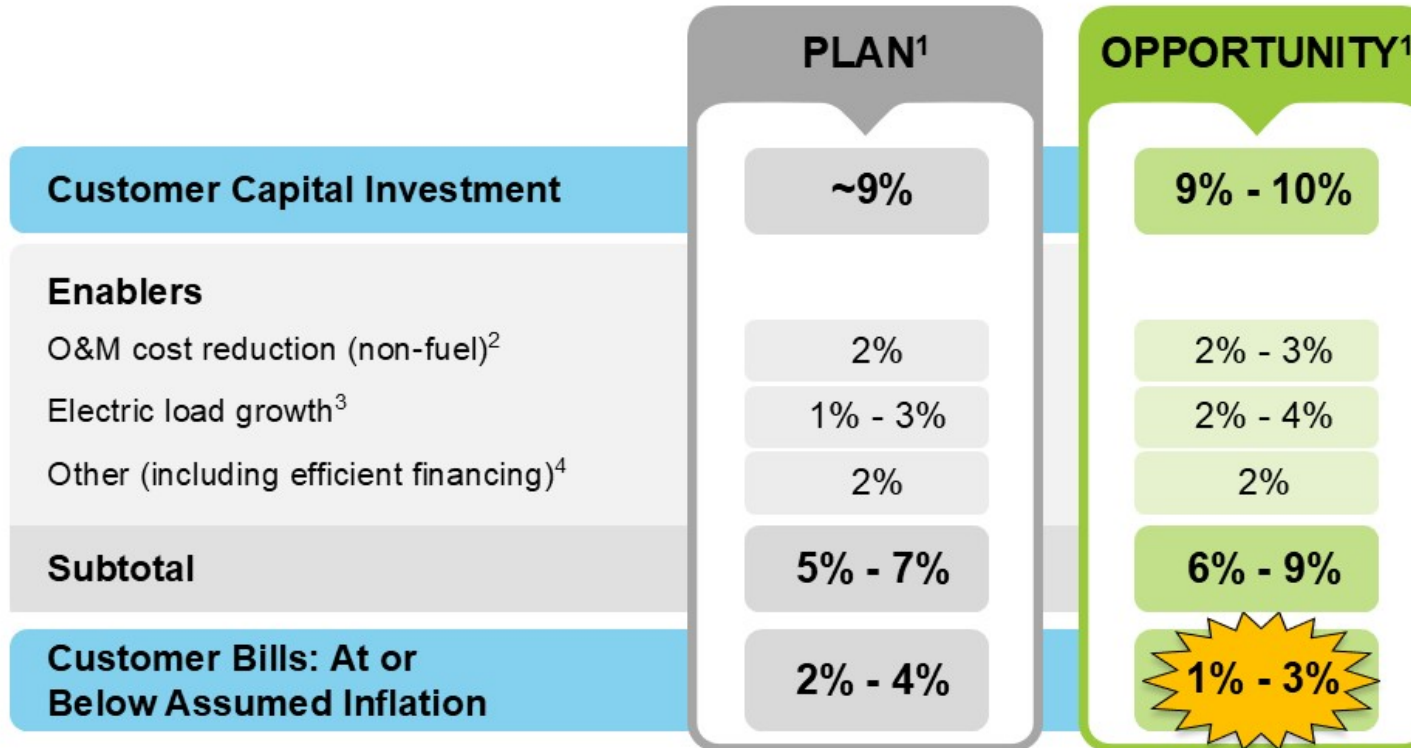 PLAN¹ OPPORTUNITY¹
Customer Capital Investment ~9% 9% - 10%
Enablers
O&M cost reduction (non-fuel)² 2% 2% - 3%
Electric load growth³ 1% - 3% 2% - 4%
Other (including efficient financing)⁴ 2% 2%
Subtotal 5% - 7% 6% - 9%
Customer Bills: At or
Below Assumed Inflation 2% - 4% 1% - 3%